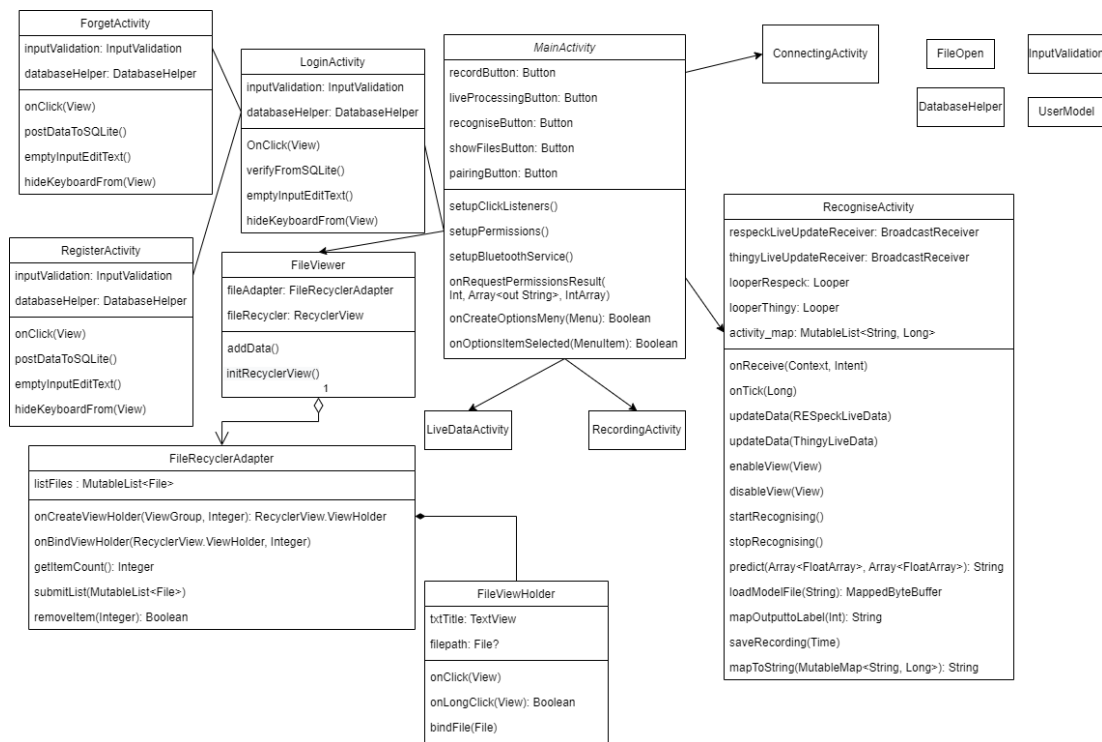 ForgetActivity
inputValidation: InputValidation
databaseHelper: DatabaseHelper
onClick(View)
postDataToSQLite()
emptyInputEditText()
hideKeyboardFrom(View)
LoginActivity
inputValidation: InputValidation
databaseHelper: DatabaseHelper
OnClick(View)
verifyFromSQLite()
emptyInputEditText()
hideKeyboardFrom(View)
MainActivity
recordButton: Button
liveProcessingButton: Button
recogniseButton: Button
showFilesButton: Button
pairingButton: Button
setupClickListeners()
setupPermissions()
setupBluetoothService()
onRequestPermissionsResult(
Int, Array<out String>, IntArray)
onCreateOptionsMeny(Menu): Boolean
onOptionsItemSelected(MenuItem): Boolean
ConnectingActivity
FileOpen
InputValidation
DatabaseHelper
UserModel
RegisterActivity
inputValidation: InputValidation
databaseHelper: DatabaseHelper
onClick(View)
postDataToSQLite()
emptyInputEditText()
hideKeyboardFrom(View)
FileViewer
fileAdapter: FileRecyclerAdapter
fileRecycler: RecyclerView
addData()
initRecyclerView()
1
RecogniseActivity
respeckLiveUpdateReceiver: BroadcastReceiver
thingyLiveUpdateReceiver: BroadcastReceiver
looperRespeck: Looper
looperThingy: Looper
activity_map: MutableList<String, Long>
onReceive(Context, Intent)
onTick(Long)
updateData(RESpeckLiveData)
updateData(ThingyLiveData)
enableView(View)
disableView(View)
startRecognising()
stopRecognising()
predict(Array<FloatArray>, Array<FloatArray>): String
loadModelFile(String): MappedByteBuffer
mapOutputtoLabel(Int): String
saveRecording(Time)
mapToString(MutableMap<String, Long>): String
LiveDataActivity
RecordingActivity
FileRecyclerAdapter
listFiles : MutableList<File>
onCreateViewHolder(ViewGroup, Integer): RecyclerView.ViewHolder
onBindViewHolder(RecyclerView.ViewHolder, Integer)
getItemCount(): Integer
submitList(MutableList<File>)
removeItem(Integer): Boolean
FileViewHolder
txtTitle: TextView
filepath: File?
onClick(View)
onLongClick(View): Boolean
bindFile(File)